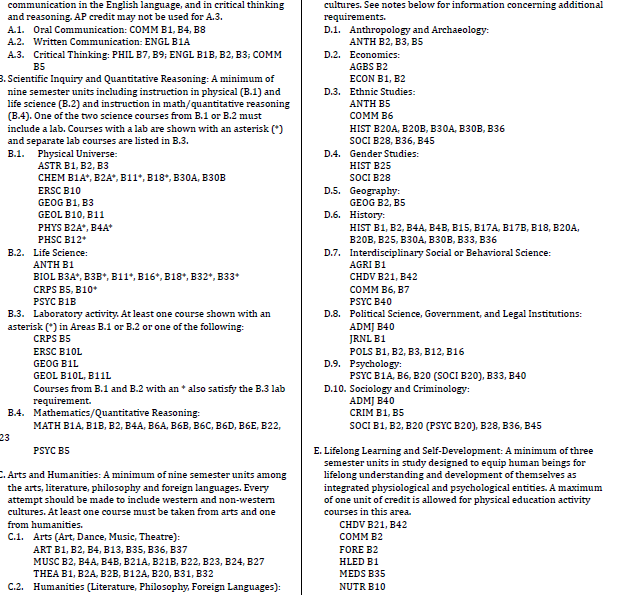 communication in the English language, and in critical thinking
and reasoning. AP credit may not be used for A.3.
A.1. Oral Communication: COMM B1, B4, B8
A.2. Written Communication: ENGL B1A
A.3. Critical Thinking: PHIL B7, B9; ENGL B1B, B2, B3; COMM
B5
B. Scientific Inquiry and Quantitative Reasoning: A minimum of
nine semester units including instruction in physical (B.1) and
life science (B.2) and instruction in math/quantitative reasoning
(B.4). One of the two science courses from B.1 or B.2 must
include a lab. Courses with a lab are shown with an asterisk (*)
and separate lab courses are listed in B.3.
B.1. Physical Universe:
ASTR B1, B2, B3
CHEM B1A*, B2A*, B11*, B18*, B30A, B30B
ERSC B10
GEOG B1, B3
GEOL B10, B11
PHYS B2A*, B4A*
PHSC B12*
B.2. Life Science:
ANTH B1
BIOL B3A*, B3B*, B11*, B16*, B18*, B32*, B33*
CRPS B5, B10*
PSYC B1B
B.3. Laboratory activity. At least one course shown with an
asterisk (*) in Areas B.1 or B.2 or one of the following:
CRPS B5
ERSC B10L
GEOG B1L
GEOL B10L, B11L
Courses from B.1 and B.2 with an * also satisfy the B.3 lab
requirement.
B.4. Mathematics/Quantitative Reasoning:
MATH B1A, B1B, B2, B4A, B6A, B6B, B6C, B6D, B6E, B22,
23
PSYC B5
C. Arts and Humanities: A minimum of nine semester units among
the arts, literature, philosophy and foreign languages. Every
attempt should be made to include western and non-western
cultures. At least one course must be taken from arts and one
from humanities.
C.1. Arts (Art, Dance, Music, Theatre):
ART B1, B2, B4, B13, B35, B36, B37
MUSC B2, B4A, B4B, B21A, B21B, B22, B23, B24, B27
THEA B1, B2A, B2B, B12A, B20, B31, B32
C.2. Humanities (Literature, Philosophy, Foreign Languages):
cultures. See notes below for information concerning additional
requirements.
D.1. Anthropology and Archaeology:
ANTH B2, B3, B5
D.2. Economics:
AGBS B2
ECON B1, B2
D.3. Ethnic Studies:
ANTH B5
COMM B6
HIST B20A, B20B, B30A, B30B, B36
SOCI B28, B36, B45
D.4. Gender Studies:
HIST B25
SOCI B28
D.5. Geography:
GEOG B2, B5
D.6. History:
HIST B1, B2, B4A, B4B, B15, B17A, B17B, B18, B20A,
B20B, B25, B30A, B30B, B33, B36
D.7. Interdisciplinary Social or Behavioral Science:
AGRI B1
CHDV B21, B42
COMM B6, B7
PSYC B40
D.8. Political Science, Government, and Legal Institutions:
ADMJ B40
JRNL B1
POLS B1, B2, B3, B12, B16
D.9. Psychology:
PSYC B1A, B6, B20 (SOCI B20), B33, B40
D.10. Sociology and Criminology:
ADMJ B40
CRIM B1, B5
SOCI B1, B2, B20 (PSYC B20), B28, B36, B45
E. Lifelong Learning and Self-Development: A minimum of three
semester units in study designed to equip human beings for
lifelong understanding and development of themselves as
integrated physiological and psychological entities. A maximum
of one unit of credit is allowed for physical education activity
courses in this area.
CHDV B21, B42
COMM B2
FORE B2
HLED B1
MEDS B35
NUTR B10